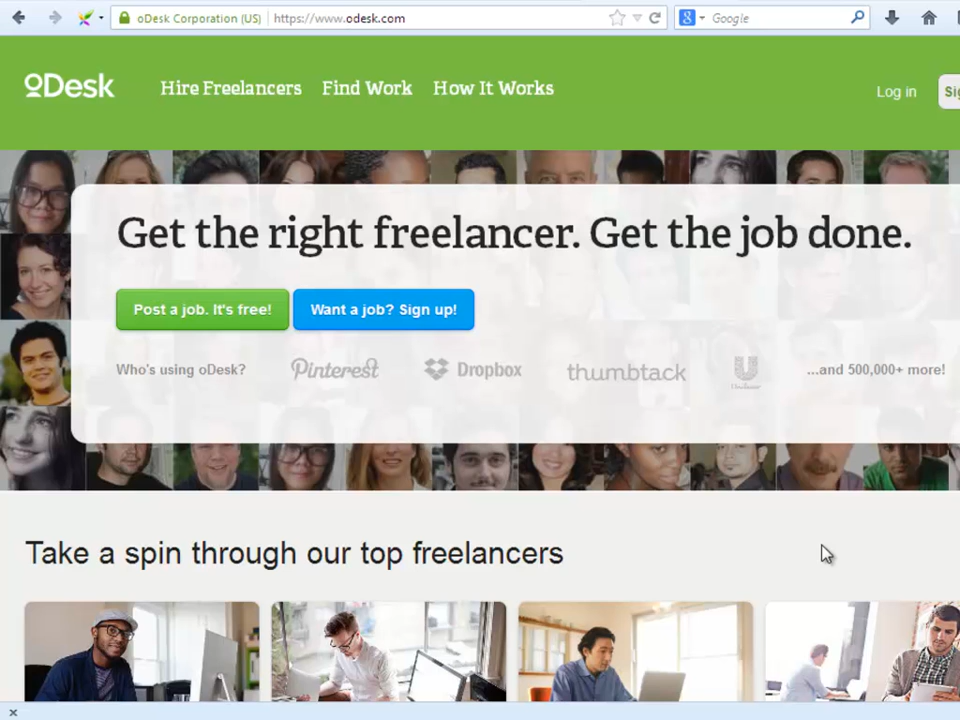 oDesk Corporation (US) https://www.odesk.com Google
oDesk Hire Freelancers Find Work How It Works Log in
Get the right freelancer. Get the job done.
Post a job. It's free! Want a job? Sign up!
Who's using oDesk? Pinterest Dropbox thumbtack Unilever ...and 500,000+ more!
Take a spin through our top freelancers